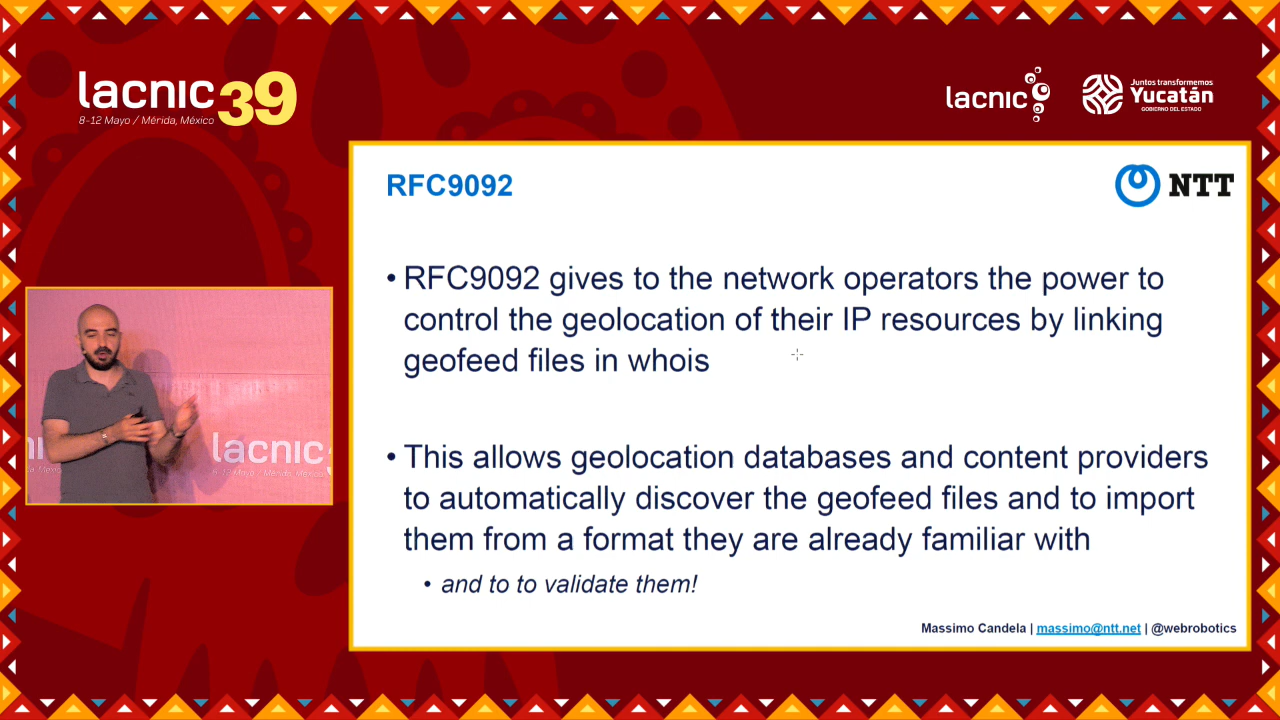 lacnic 39
8-12 Mayo / Mérida, México
lacnic
Juntos transformemos
Yucatán
GOBIERNO DEL ESTADO
RFC9092
NTT
• RFC9092 gives to the network operators the power to
control the geolocation of their IP resources by linking
geofeed files in whois
• This allows geolocation databases and content providers
to automatically discover the geofeed files and to import
them from a format they are already familiar with
• and to to validate them!
Massimo Candela | massimo@ntt.net | @webrobotics
lacnic